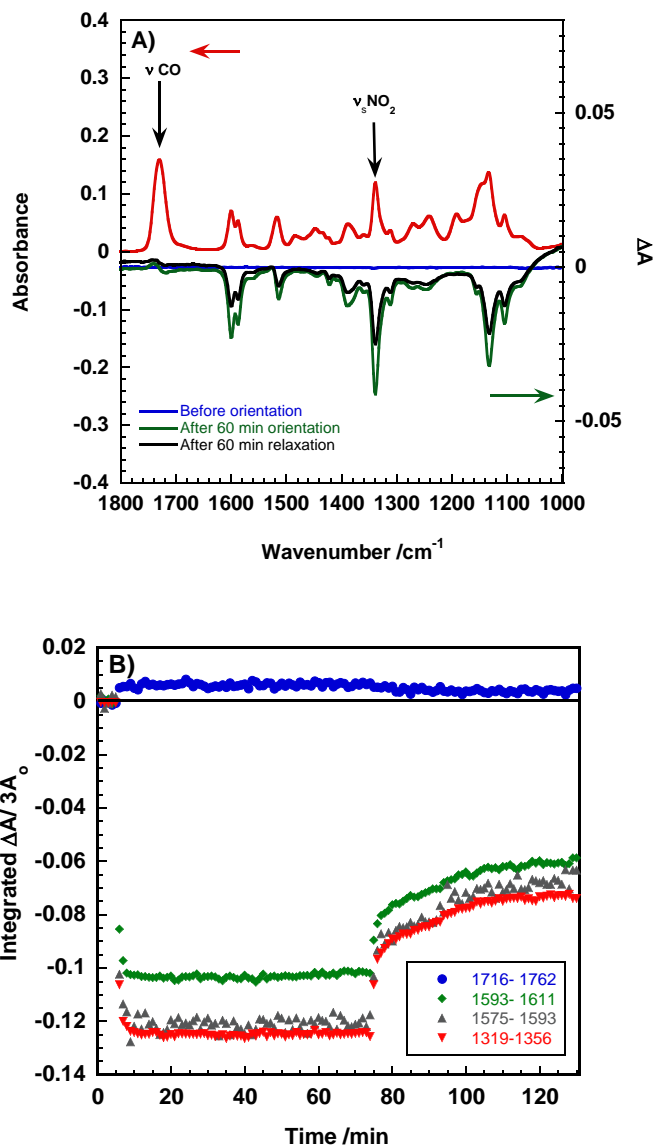 A)
0.4
0.3
0.2
0.1
0
-0.1
-0.2
-0.3
-0.4
Absorbance
ν CO
νsNO2
0.05
0
-0.05
ΔA
Before orientation
After 60 min orientation
After 60 min relaxation
1800 1700 1600 1500 1400 1300 1200 1100 1000
Wavenumber /cm-1
B)
0.02
0
-0.02
-0.04
-0.06
-0.08
-0.1
-0.12
-0.14
Integrated ΔA/ 3Ao
1716- 1762
1593- 1611
1575- 1593
1319-1356
0 20 40 60 80 100 120
Time /min